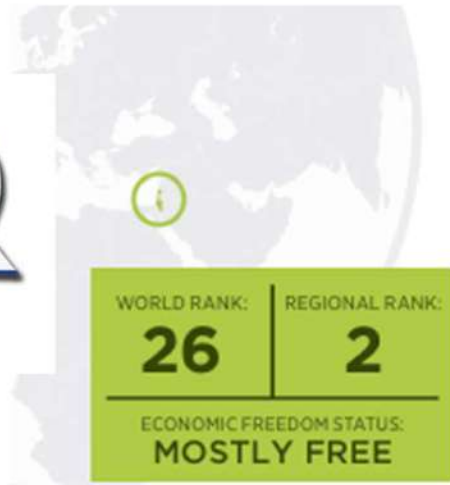 WORLD RANK:
26
REGIONAL RANK:
2
ECONOMIC FREEDOM STATUS:
MOSTLY FREE